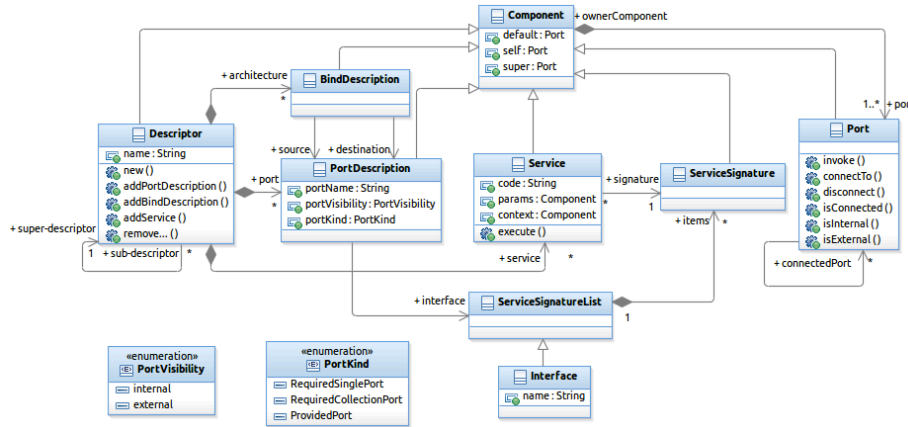 Component
default : Port
self : Port
super : Port
+ ownerComponent
+ architecture
*
BindDescription
1..*
+ por
Descriptor
name : String
new ()
addPortDescription ()
addBindDescription ()
addService ()
remove... ()
+ source
+ destination
+ port
*
PortDescription
portName : String
portVisibility : PortVisibility
portKind : PortKind
Service
code : String
params : Component
context : Component
execute ()
+ signature
*
1
ServiceSignature
Port
invoke ()
connectTo ()
disconnect ()
isConnected ()
isInternal ()
isExternal ()
+ super-descriptor
1
+ sub-descriptor
*
+ service
*
+ items
*
+ connectedPort
*
+ interface
ServiceSignatureList
1
«enumeration»
PortVisibility
internal
external
«enumeration»
PortKind
RequiredSinglePort
RequiredCollectionPort
ProvidedPort
Interface
name : String